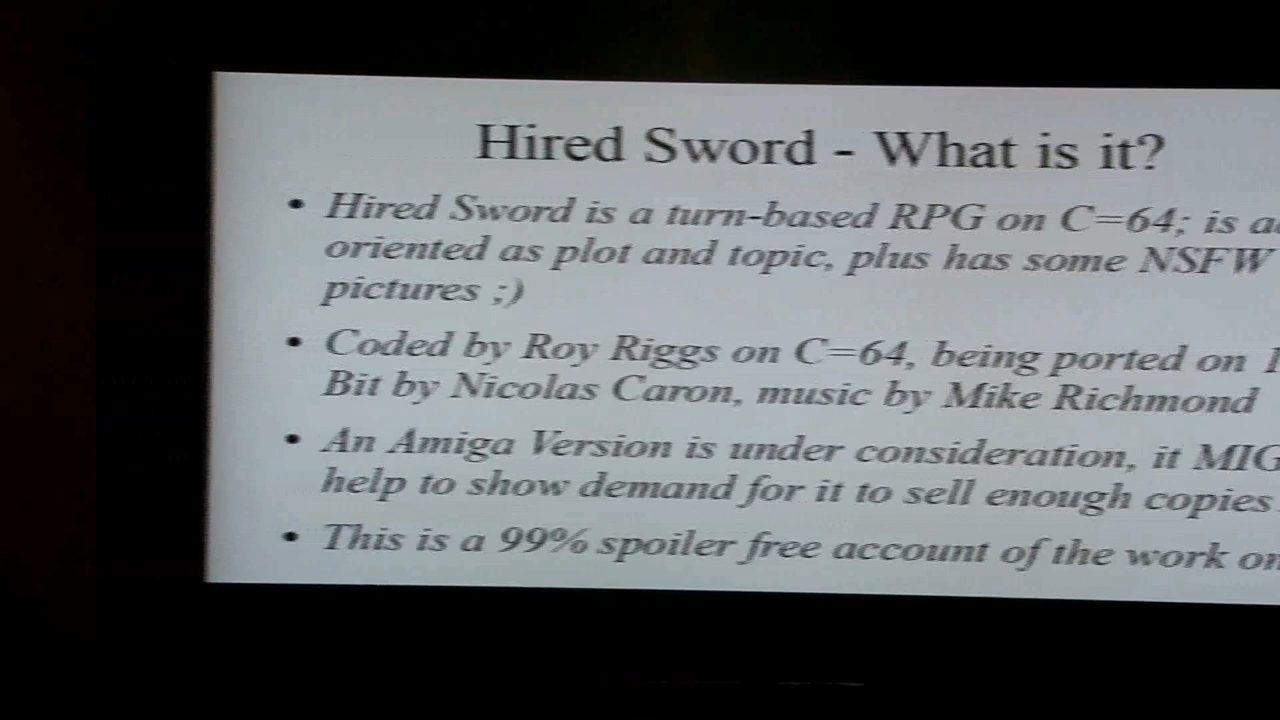 Hired Sword - What is it?
• Hired Sword is a turn-based RPG on C=64; is
oriented as plot and topic, plus has some NSFW
pictures ;)
• Coded by Roy Riggs on C=64, being ported on
Bit by Nicolas Caron, music by Mike Richmond
• An Amiga Version is under consideration, it
help to show demand for it to sell enough copies
• This is a 99% spoiler free account of the work on